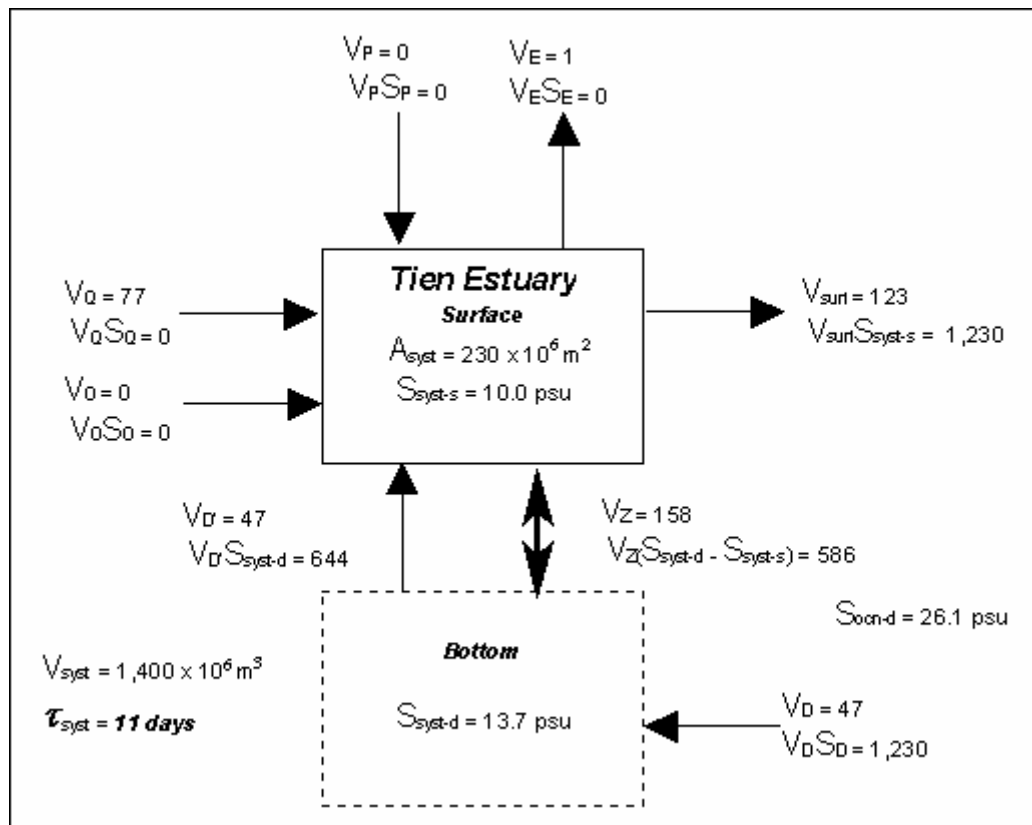 VP = 0
VPSP = 0
VE = 1
VESE = 0
Tien Estuary
Surface
Asyst = 230 x 10⁶ m²
Ssyst-s = 10.0 psu
VQ = 77
VQSQ = 0
VO = 0
VOSO = 0
Vsurf = 123
VsurfSsyst-s = 1,230
VD' = 47
VD'Ssyst-d = 644
VZ = 158
VZ(Ssyst-d - Ssyst-s) = 586
Socn-d = 26.1 psu
Bottom
Ssyst-d = 13.7 psu
Vsyst = 1,400 x 10⁶ m³
τsyst = 11 days
VD = 47
VDSD = 1,230